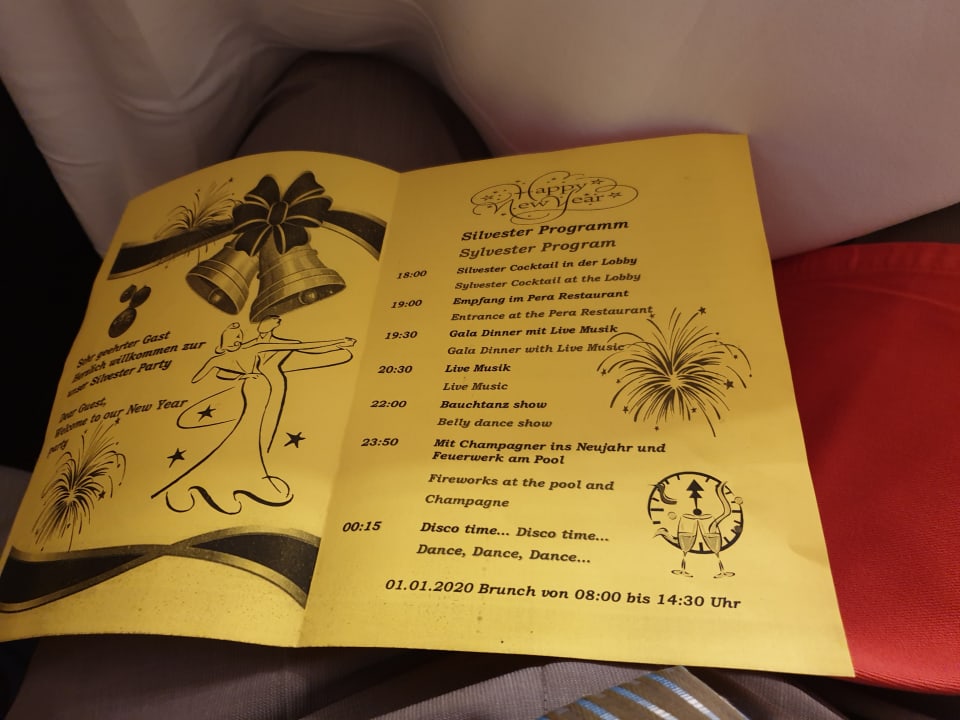 Sehr geehrter Gast
Herzlich willkommen zur
unser Silvester Party
Dear Guest,
Welcome to our New Year
party
Happy
New Year
Silvester Programm
Sylvester Program
18:00 Silvester Cocktail in der Lobby
Sylvester Cocktail at the Lobby
19:00 Empfang im Pera Restaurant
Entrance at the Pera Restaurant
19:30 Gala Dinner mit Live Musik
Gala Dinner with Live Music
20:30 Live Musik
Live Music
22:00 Bauchtanz show
Belly dance show
23:50 Mit Champagner ins Neujahr und
Feuerwerk am Pool
Fireworks at the pool and
Champagne
00:15 Disco time... Disco time...
Dance, Dance, Dance...
01.01.2020 Brunch von 08:00 bis 14:30 Uhr